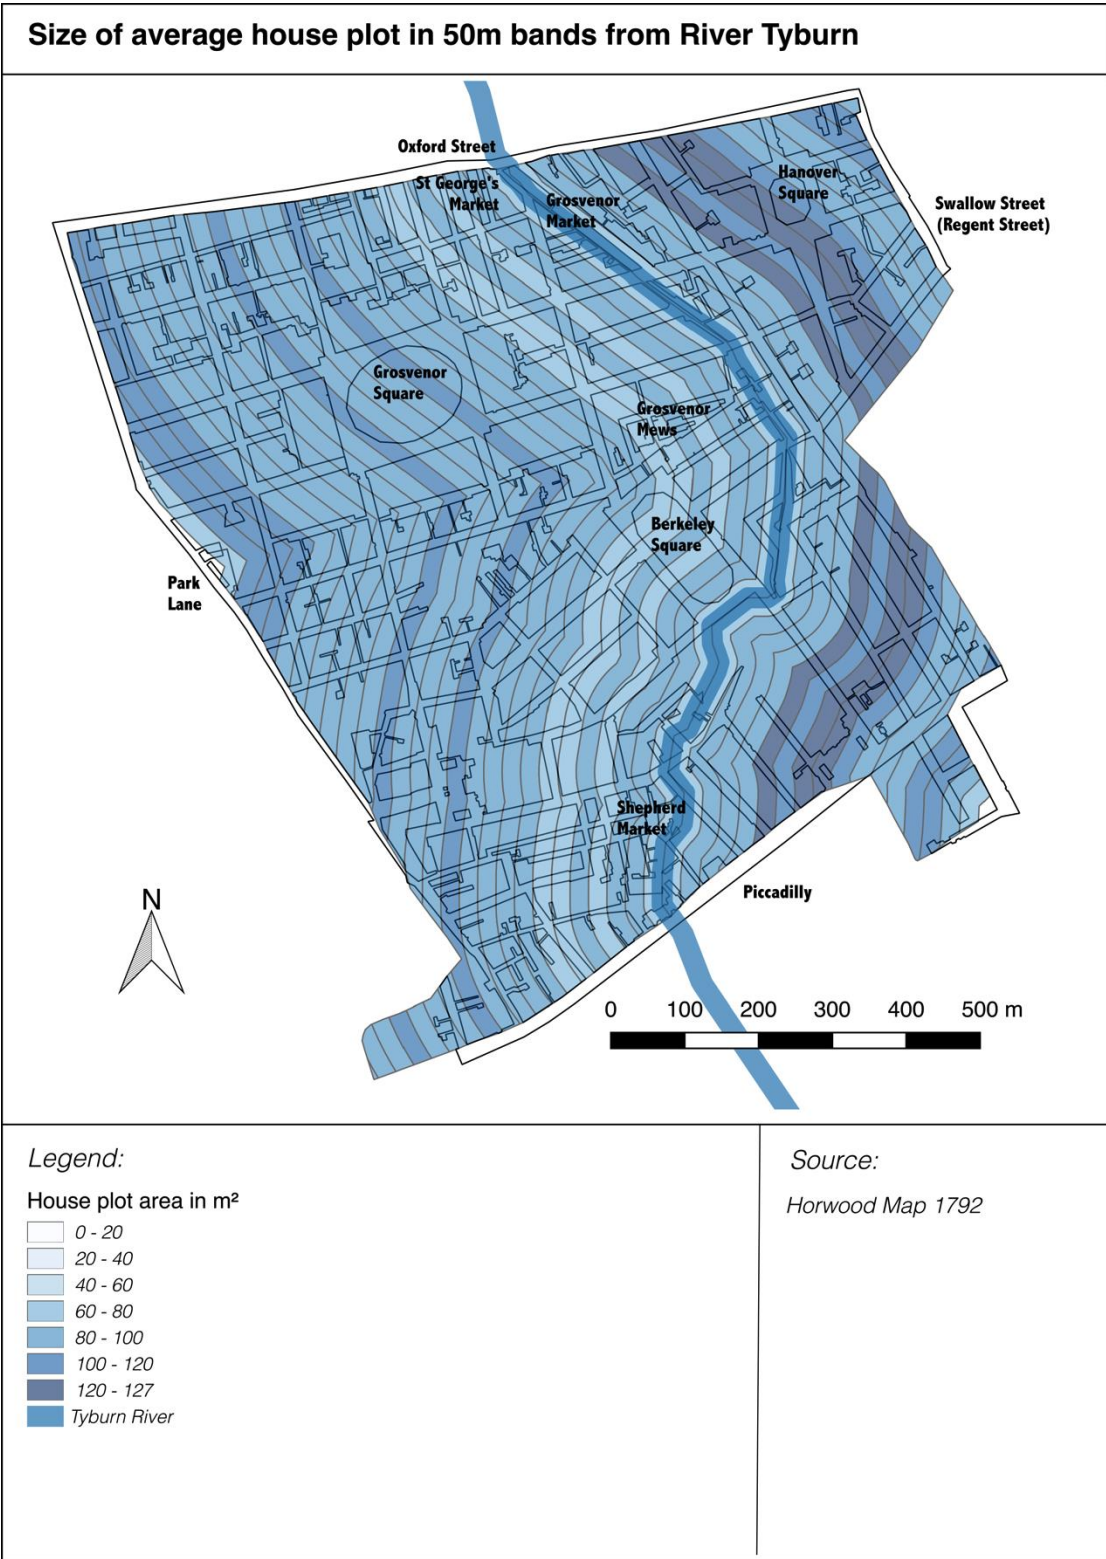 Size of average house plot in 50m bands from River Tyburn
Oxford Street
St George's
Market
Grosvenor
Market
Hanover
Square
Swallow Street
(Regent Street)
Grosvenor
Square
Grosvenor
Mews
Berkeley
Square
Park
Lane
Shepherd
Market
Piccadilly
N
0 100 200 300 400 500 m
Legend:
House plot area in m²
0 - 20
20 - 40
40 - 60
60 - 80
80 - 100
100 - 120
120 - 127
Tyburn River
Source:
Horwood Map 1792